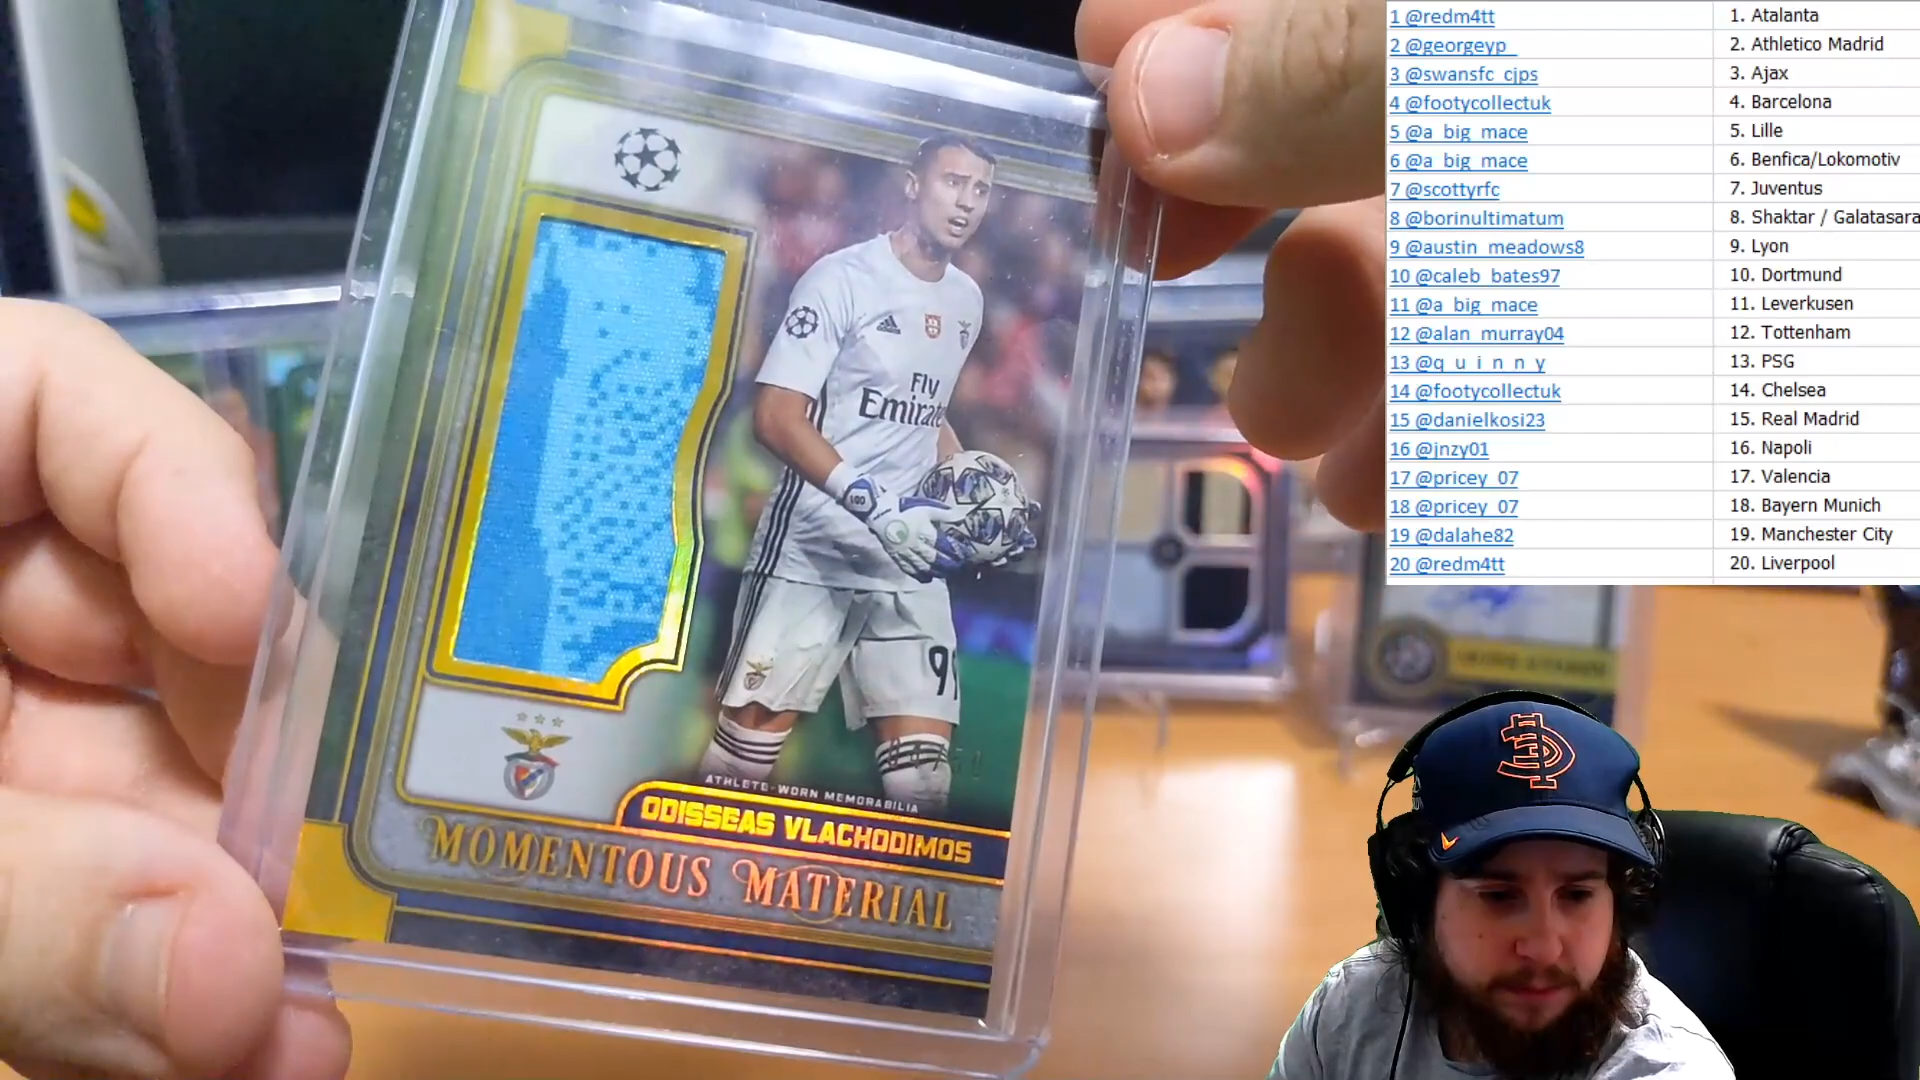 1 @redm4tt 1. Atalanta
2 @georgeyp_ 2. Athletico Madrid
3 @swansfc_cjps 3. Ajax
4 @footycollectuk 4. Barcelona
5 @a_big_mace 5. Lille
6 @a_big_mace 6. Benfica/Lokomotiv
7 @scottyrfc 7. Juventus
8 @borinultimatum 8. Shaktar / Galatasara
9 @austin_meadows8 9. Lyon
10 @caleb_bates97 10. Dortmund
11 @a_big_mace 11. Leverkusen
12 @alan_murray04 12. Tottenham
13 @q_u_i_n_n_y 13. PSG
14 @footycollectuk 14. Chelsea
15 @danielkosi23 15. Real Madrid
16 @jnzy01 16. Napoli
17 @pricey_07 17. Valencia
18 @pricey_07 18. Bayern Munich
19 @dalahe82 19. Manchester City
20 @redm4tt 20. Liverpool
Fly
Emirate
99
ATHLETE-WORN MEMORABILIA
ODISSEAS VLACHODIMOS
MOMENTOUS MATERIAL